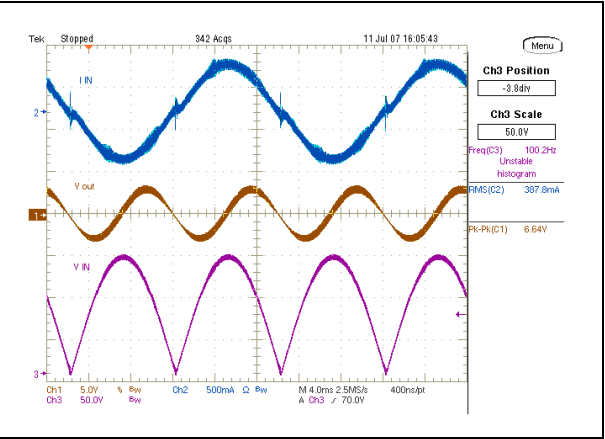 Tek Stopped 342 Acqs 11 Jul 07 16:05:43
Menu
I IN
Ch3 Position
-3.8div
Ch3 Scale
50.0V
2
Freq(C3) 100.2Hz
Unstable
histogram
V out
RMS(C2) 387.8mA
1
Pk-Pk(C1) 6.64V
V IN
3
Ch1 5.0V % Bw Ch2 500mA Ω Bw M 4.0ms 2.5MS/s 400ns/pt
Ch3 50.0V Bw A Ch3 / 70.0V